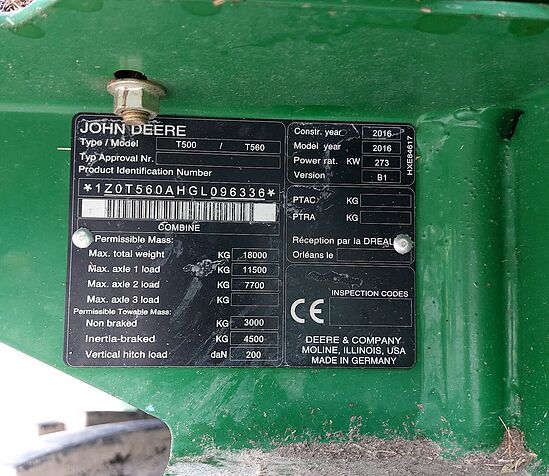 JOHN DEERE
Type / Model T500 / T560
Typ Approval Nr.
Product Identification Number
*1Z0T560AHGL096336*
COMBINE
Permissible Mass:
Max. total weight KG 18000
Max. axle 1 load KG 11500
Max. axle 2 load KG 7700
Max. axle 3 load KG
Permissible Towable Mass:
Non braked KG 3000
Inertia-braked KG 4500
Vertical hitch load daN 200
Constr. year 2016
Model year 2016
Power rat. KW 273
Version B1
HXE84617
PTAC KG
PTRA KG
Réception par la DREAL
Orléans le
CE
INSPECTION CODES
DEERE & COMPANY
MOLINE, ILLINOIS, USA
MADE IN GERMANY